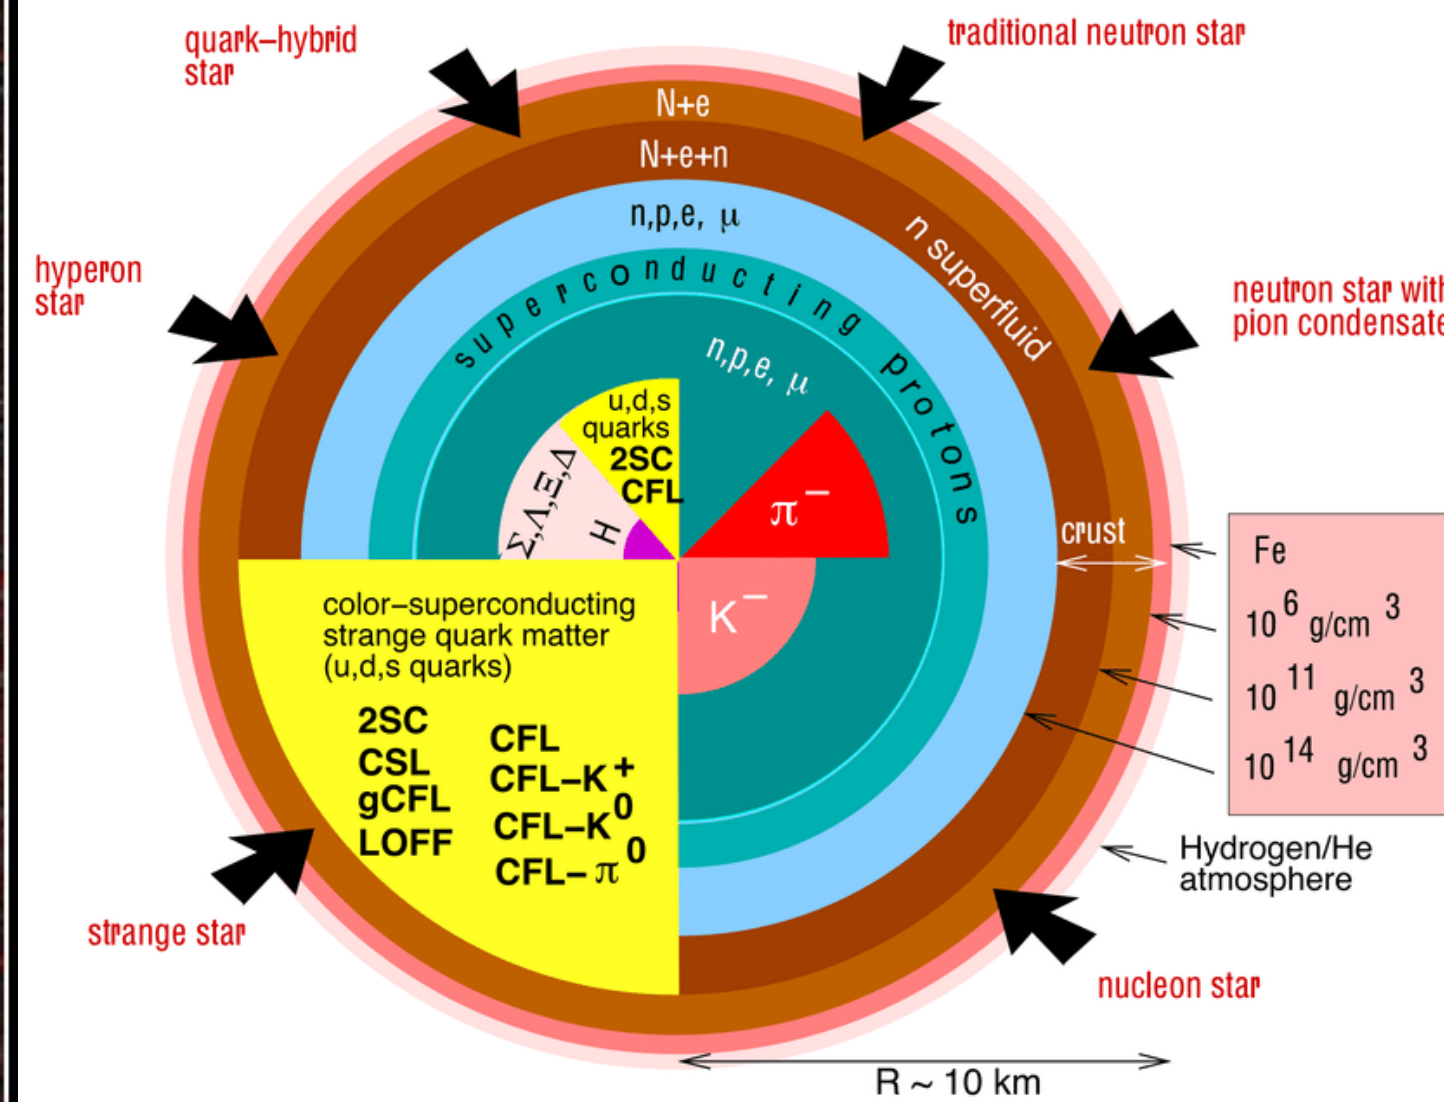 quark–hybrid
star
traditional neutron star
N+e
N+e+n
n,p,e, μ
n superfluid
hyperon
star
neutron star with
pion condensate
superconducting protons
n,p,e, μ
u,d,s
quarks
2SC
CFL
Σ,Λ,Ξ,Δ
H
π⁻
K⁻
crust
Fe
10⁶ g/cm³
10¹¹ g/cm³
10¹⁴ g/cm³
color–superconducting
strange quark matter
(u,d,s quarks)
2SC
CSL
gCFL
LOFF
CFL
CFL–K⁺
CFL–K⁰
CFL–π⁰
Hydrogen/He
atmosphere
strange star
nucleon star
R ~ 10 km